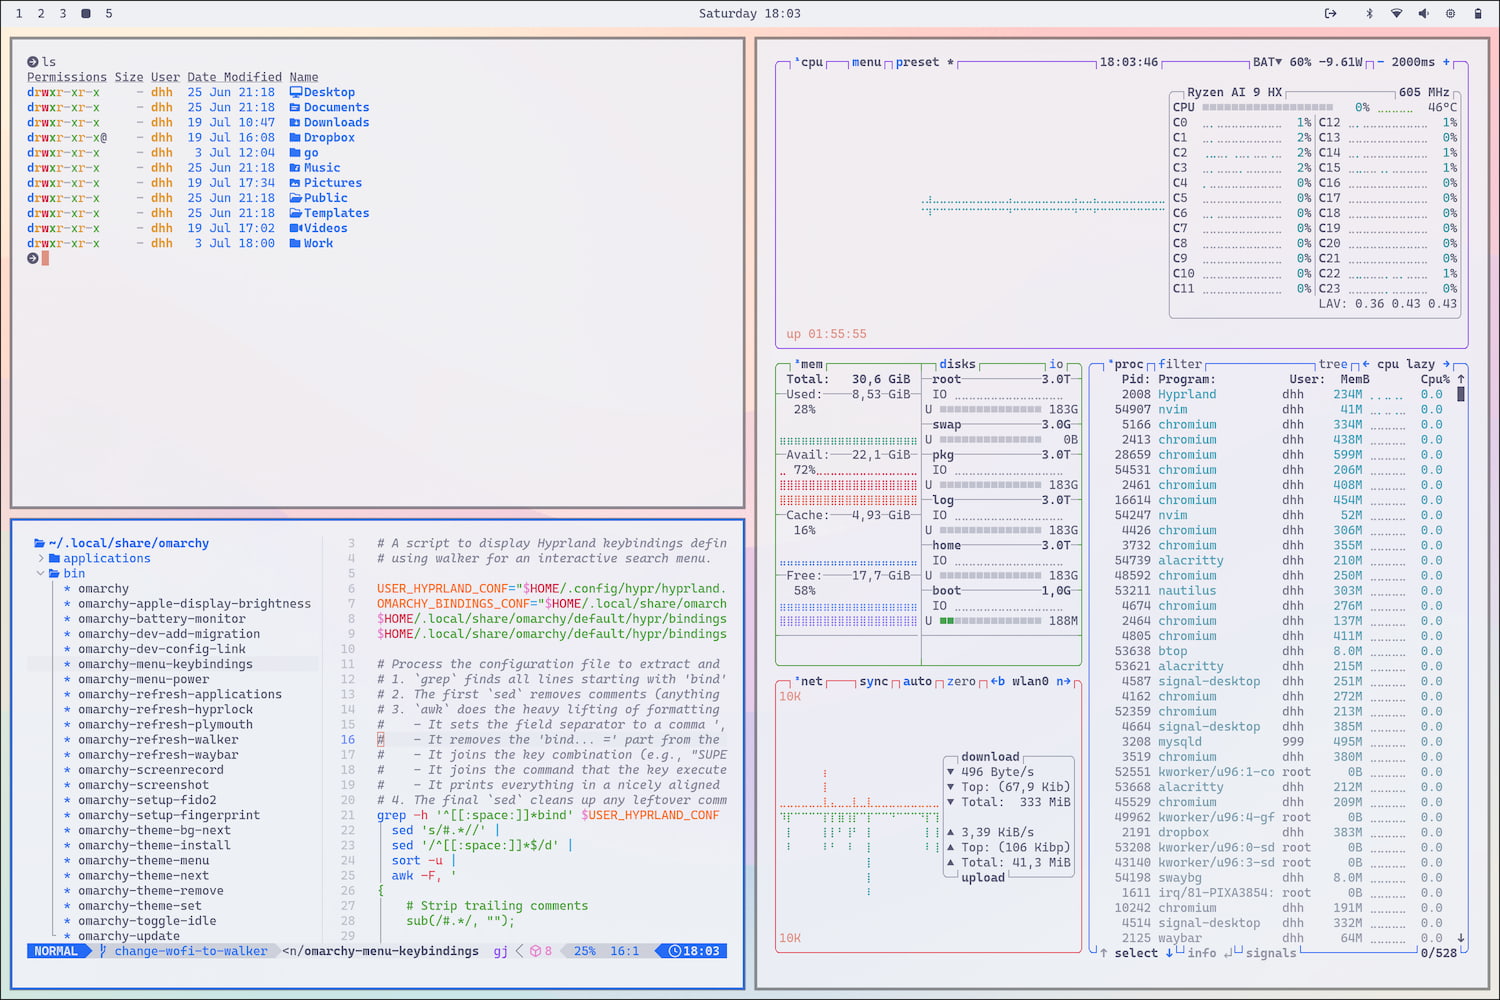 1 2 3 5
Saturday 18:03
ls
Permissions Size User Date Modified Name
drwxr-xr-x - dhh 25 Jun 21:18 Desktop
drwxr-xr-x - dhh 25 Jun 21:18 Documents
drwxr-xr-x - dhh 19 Jul 10:47 Downloads
drwxr-xr-x@ - dhh 19 Jul 16:08 Dropbox
drwxr-xr-x - dhh 3 Jul 12:04 go
drwxr-xr-x - dhh 25 Jun 21:18 Music
drwxr-xr-x - dhh 19 Jul 17:34 Pictures
drwxr-xr-x - dhh 25 Jun 21:18 Public
drwxr-xr-x - dhh 25 Jun 21:18 Templates
drwxr-xr-x - dhh 19 Jul 17:02 Videos
drwxr-xr-x - dhh 3 Jul 18:00 Work
~/.local/share/omarchy
applications
bin
* omarchy
* omarchy-apple-display-brightness
* omarchy-battery-monitor
* omarchy-dev-add-migration
* omarchy-dev-config-link
* omarchy-menu-keybindings
* omarchy-menu-power
* omarchy-refresh-applications
* omarchy-refresh-hyprlock
* omarchy-refresh-plymouth
* omarchy-refresh-walker
* omarchy-refresh-waybar
* omarchy-screenrecord
* omarchy-screenshot
* omarchy-setup-fido2
* omarchy-setup-fingerprint
* omarchy-theme-bg-next
* omarchy-theme-install
* omarchy-theme-menu
* omarchy-theme-next
* omarchy-theme-remove
* omarchy-theme-set
* omarchy-toggle-idle
* omarchy-update
3 # A script to display Hyprland keybindings defin
4 # using walker for an interactive search menu.
5
6 USER_HYPRLAND_CONF="$HOME/.config/hypr/hyprland.
7 OMARCHY_BINDINGS_CONF="$HOME/.local/share/omarch
8 $HOME/.local/share/omarchy/default/hypr/bindings
9 $HOME/.local/share/omarchy/default/hypr/bindings
10
11 # Process the configuration file to extract and
12 # 1. `grep` finds all lines starting with 'bind'
13 # 2. The first `sed` removes comments (anything
14 # 3. `awk` does the heavy lifting of formatting
15 # - It sets the field separator to a comma ',
16 # - It removes the 'bind... =' part from the
17 # - It joins the key combination (e.g., "SUPE
18 # - It joins the command that the key execute
19 # - It prints everything in a nicely aligned
20 # 4. The final `sed` cleans up any leftover comm
21 grep -h '^[[:space:]]*bind' $USER_HYPRLAND_CONF
22 sed 's/#.*//' |
23 sed '/^[[:space:]]*$/d' |
24 sort -u |
25 awk -F, '
26 {
27 # Strip trailing comments
28 sub(/#.*/, "");
29
NORMAL change-wofi-to-walker <n/omarchy-menu-keybindings gj 8 25% 16:1 18:03
¹cpu menu preset * 18:03:46 BAT▼ 60% -9.61W - 2000ms +
Ryzen AI 9 HX 605 MHz
CPU 0% 46°C
C0 1% C12 1%
C1 2% C13 0%
C2 2% C14 1%
C3 2% C15 1%
C4 0% C16 0%
C5 0% C17 0%
C6 0% C18 0%
C7 0% C19 0%
C8 0% C20 0%
C9 0% C21 0%
C10 0% C22 1%
C11 0% C23 0%
LAV: 0.36 0.43 0.43
up 01:55:55
²mem disks io
Total: 30,6 GiB
Used: 8,53 GiB
28%
Avail: 22,1 GiB
72%
Cache: 4,93 GiB
16%
Free: 17,7 GiB
58%
root 3.0T
IO
U 183G
swap 3.0G
U 0B
pkg 3.0T
IO
U 183G
log 3.0T
IO
U 183G
home 3.0T
IO
U 183G
boot 1,0G
IO
U 188M
³net sync auto zero ←b wlan0 n→
10K
download
▼ 496 Byte/s
▼ Top: (67,9 Kib)
▼ Total: 333 MiB
▲ 3,39 KiB/s
▲ Top: (106 Kibp)
▲ Total: 41,3 MiB
upload
10K
⁴proc filter tree ← cpu lazy →
Pid: Program: User: MemB Cpu% ↑
2008 Hyprland dhh 234M 0.0
54907 nvim dhh 41M 0.0
5166 chromium dhh 334M 0.0
2413 chromium dhh 438M 0.0
28659 chromium dhh 599M 0.0
54531 chromium dhh 206M 0.0
2461 chromium dhh 408M 0.0
16614 chromium dhh 454M 0.0
54247 nvim dhh 52M 0.0
4426 chromium dhh 306M 0.0
3732 chromium dhh 355M 0.0
54739 alacritty dhh 210M 0.0
48592 chromium dhh 250M 0.0
53211 nautilus dhh 303M 0.0
4674 chromium dhh 276M 0.0
2464 chromium dhh 137M 0.0
4805 chromium dhh 411M 0.0
53638 btop dhh 8.0M 0.0
53621 alacritty dhh 215M 0.0
4587 signal-desktop dhh 251M 0.0
4162 chromium dhh 272M 0.0
52359 chromium dhh 213M 0.0
4664 signal-desktop dhh 385M 0.0
3208 mysqld 999 495M 0.0
3519 chromium dhh 380M 0.0
52551 kworker/u96:1-co root 0B 0.0
53668 alacritty dhh 212M 0.0
45529 chromium dhh 209M 0.0
49962 kworker/u96:4-gf root 0B 0.0
2191 dropbox dhh 383M 0.0
53208 kworker/u96:0-sd root 0B 0.0
43140 kworker/u96:3-sd root 0B 0.0
54198 swaybg dhh 8.0M 0.0
1611 irq/81-PIXA3854: root 0B 0.0
10242 chromium dhh 191M 0.0
4514 signal-desktop dhh 332M 0.0
2125 waybar dhh 64M 0.0 ↓
↑ select ↓ info ↲ signals 0/528